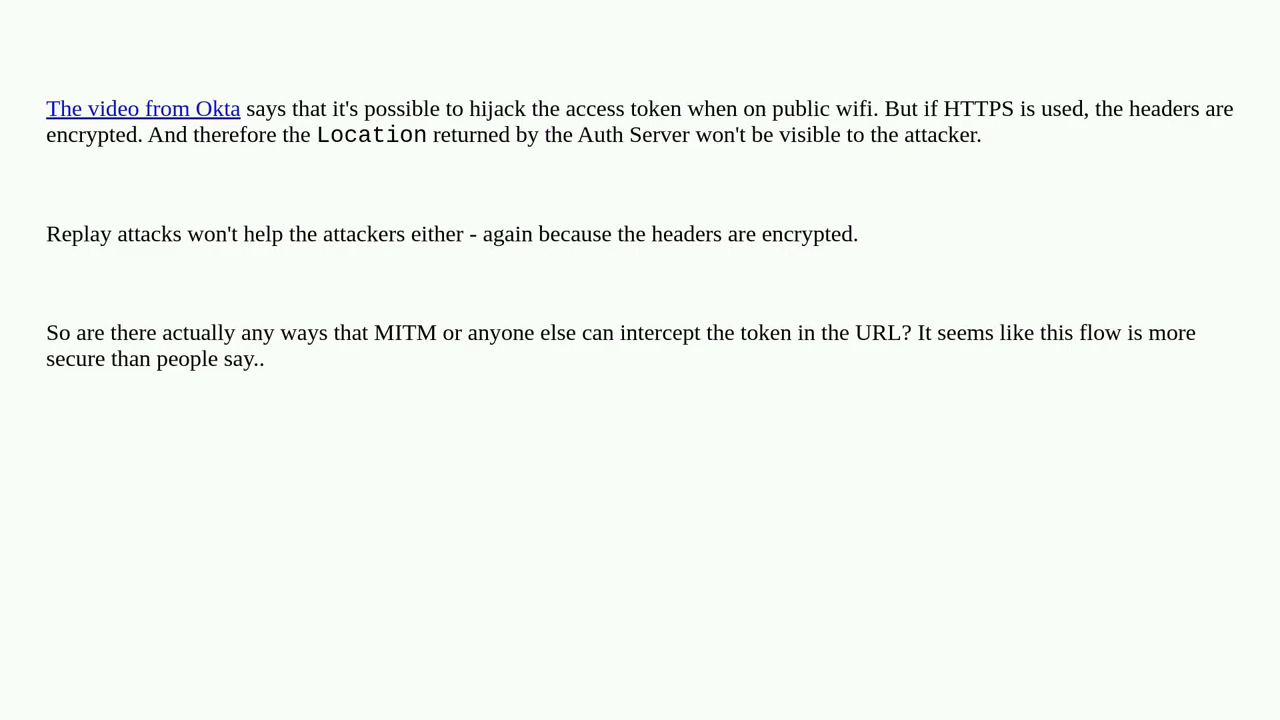 The video from Okta says that it's possible to hijack the access token when on public wifi. But if HTTPS is used, the headers are
encrypted. And therefore the Location returned by the Auth Server won't be visible to the attacker.
Replay attacks won't help the attackers either - again because the headers are encrypted.
So are there actually any ways that MITM or anyone else can intercept the token in the URL? It seems like this flow is more
secure than people say..